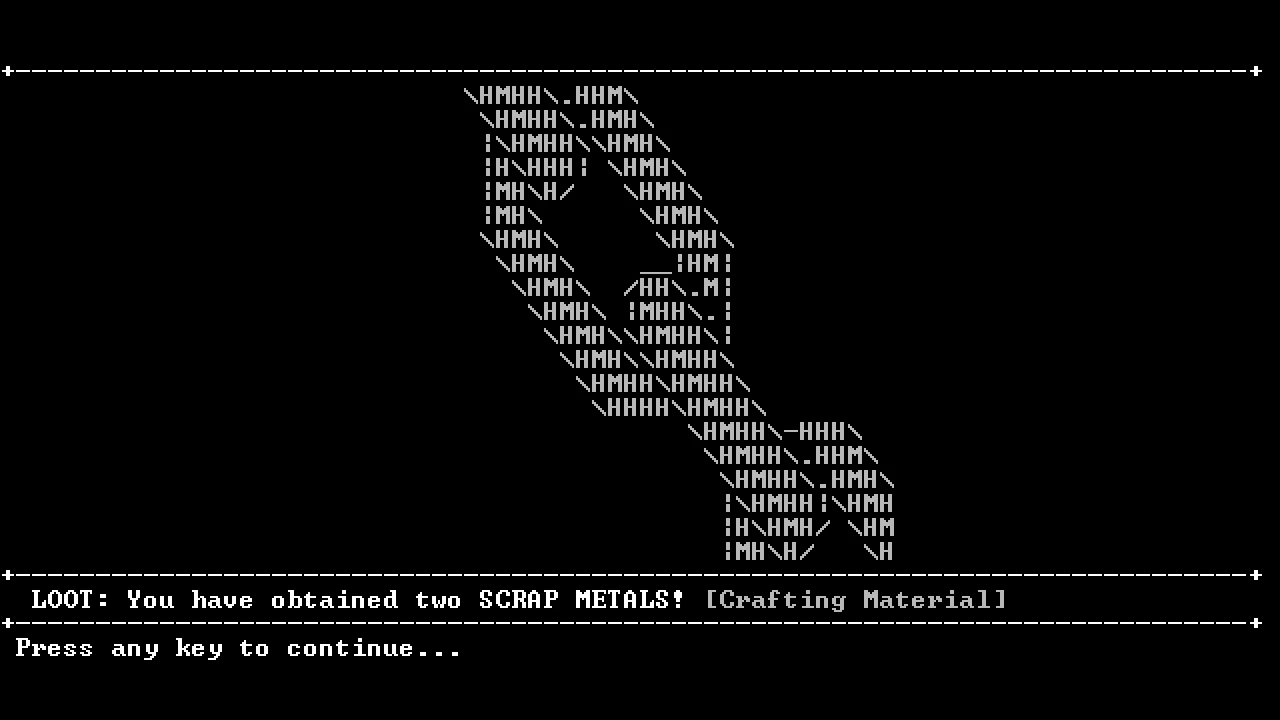 LOOT: You have obtained two SCRAP METALS! [Crafting Material]
Press any key to continue...